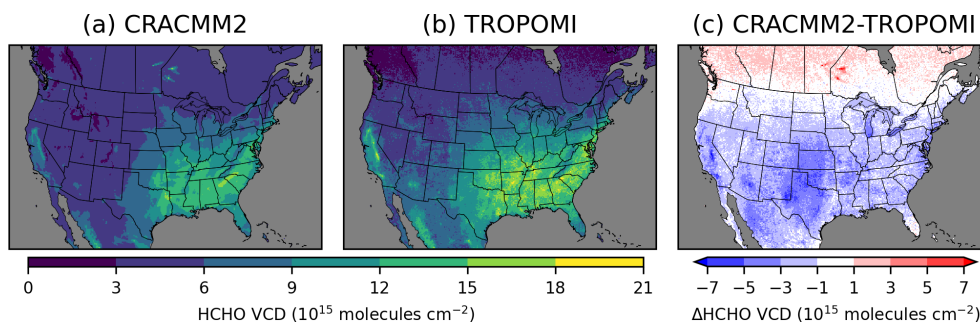 (a) CRACMM2
(b) TROPOMI
(c) CRACMM2-TROPOMI
0 3 6 9 12 15 18 21
HCHO VCD (10¹⁵ molecules cm⁻²)
−7 −5 −3 −1 1 3 5 7
ΔHCHO VCD (10¹⁵ molecules cm⁻²)